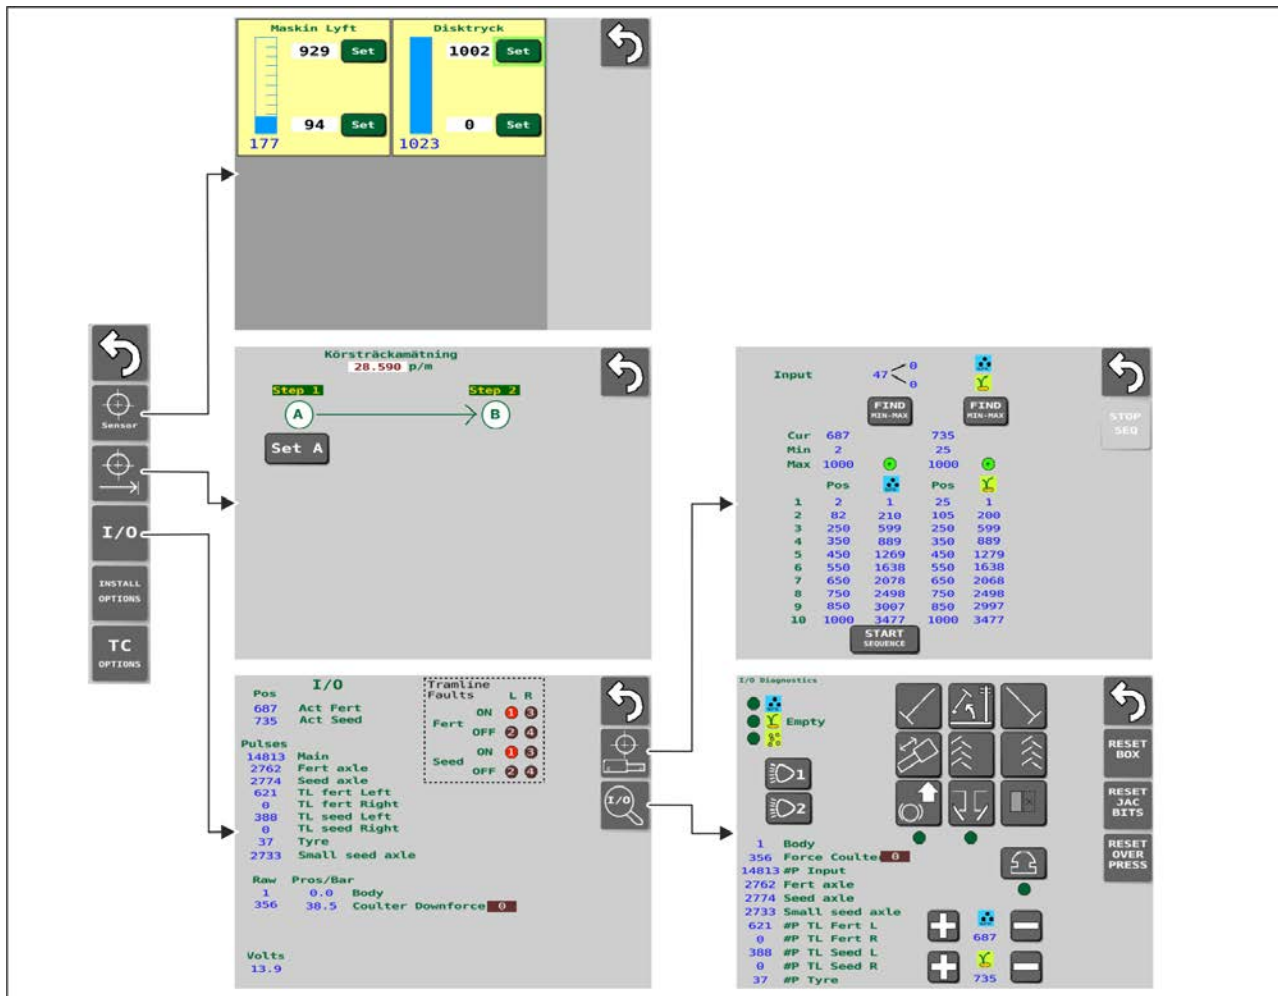 Maskin Lyft
929 Set
94 Set
177
Disktryck
1002 Set
0 Set
1023
Sensor
I/O
INSTALL
OPTIONS
TC
OPTIONS
Körsträckamätning
28.590 p/m
Step 1 Step 2
A B
Set A
Input 47 0
0
FIND
MIN-MAX
FIND
MIN-MAX
STOP
SEQ
Cur 687 735
Min 2 25
Max 1000 1000
Pos Pos
1 2 1 25 1
2 82 210 105 200
3 250 599 250 599
4 350 889 350 889
5 450 1269 450 1279
6 550 1638 550 1638
7 650 2078 650 2068
8 750 2498 750 2498
9 850 3007 850 2997
10 1000 3477 1000 3477
START
SEQUENCE
I/O
Pos
687 Act Fert
735 Act Seed
Pulses
14813 Main
2762 Fert axle
2774 Seed axle
621 TL fert Left
0 TL fert Right
388 TL seed Left
0 TL seed Right
37 Tyre
2733 Small seed axle
Raw Pros/Bar
1 0.0 Body
356 38.5 Coulter Downforce 0
Volts
13.9
Tramline
Faults L R
Fert ON 1 3
OFF 2 4
Seed ON 1 3
OFF 2 4
I/O
I/O Diagnostics
Empty
1
2
RESET
BOX
RESET
JAC
BITS
RESET
OVER
PRESS
1 Body
356 Force Coulte 0
14813 #P Input
2762 Fert axle
2774 Seed axle
2733 Small seed axle
621 #P TL Fert L
0 #P TL Fert R
388 #P TL Seed L
0 #P TL Seed R
37 #P Tyre
687
735